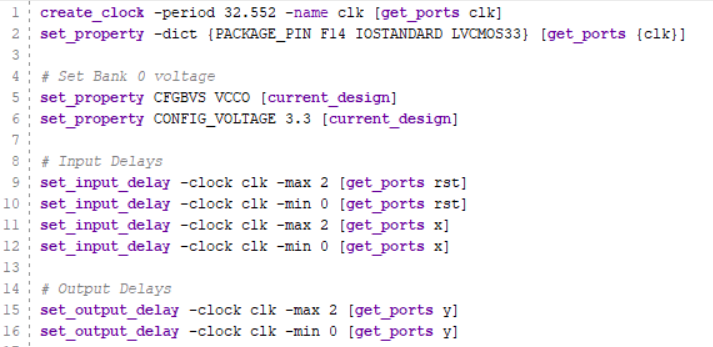 1 create_clock -period 32.552 -name clk [get_ports clk]
2 set_property -dict {PACKAGE_PIN F14 IOSTANDARD LVCMOS33} [get_ports {clk}]
3
4 # Set Bank 0 voltage
5 set_property CFGBVS VCCO [current_design]
6 set_property CONFIG_VOLTAGE 3.3 [current_design]
7
8 # Input Delays
9 set_input_delay -clock clk -max 2 [get_ports rst]
10 set_input_delay -clock clk -min 0 [get_ports rst]
11 set_input_delay -clock clk -max 2 [get_ports x]
12 set_input_delay -clock clk -min 0 [get_ports x]
13
14 # Output Delays
15 set_output_delay -clock clk -max 2 [get_ports y]
16 set_output_delay -clock clk -min 0 [get_ports y]